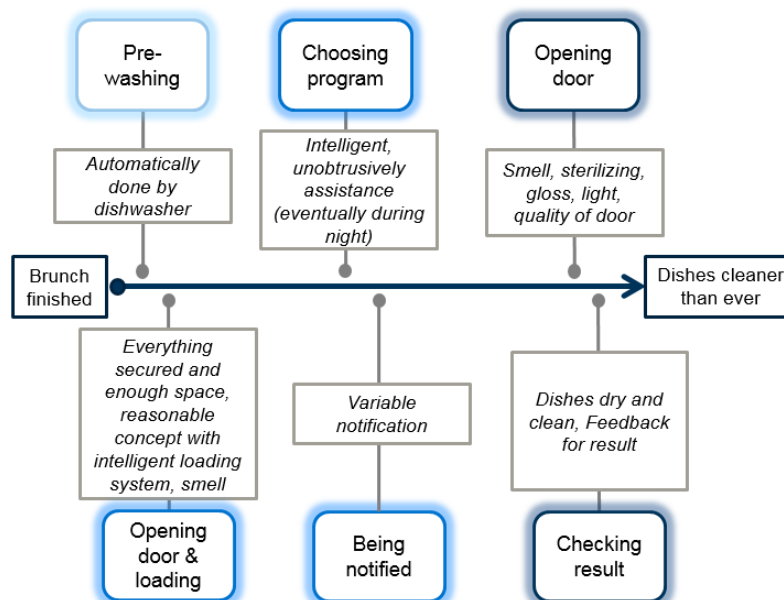 Pre-
washing
Choosing
program
Opening
door
Automatically
done by
dishwasher
Intelligent,
unobtrusively
assistance
(eventually during
night)
Smell, sterilizing,
gloss, light,
quality of door
Brunch
finished
Dishes cleaner
than ever
Everything
secured and
enough space,
reasonable
concept with
intelligent loading
system, smell
Variable
notification
Dishes dry and
clean, Feedback
for result
Opening
door &
loading
Being
notified
Checking
result